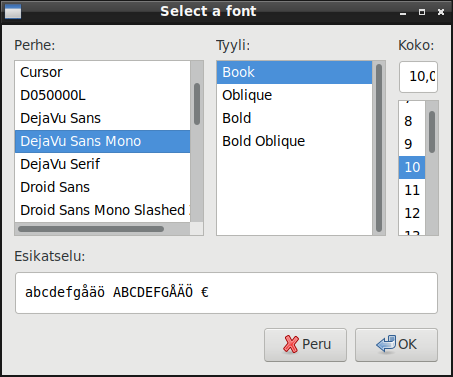 Select a font
Perhe:
Cursor
D050000L
DejaVu Sans
DejaVu Sans Mono
DejaVu Serif
Droid Sans
Droid Sans Mono Slashed
Tyyli:
Book
Oblique
Bold
Bold Oblique
Koko:
10,0
8
9
10
11
12
Esikatselu:
abcdefgåäö ABCDEFGÅÄÖ €
Peru
OK